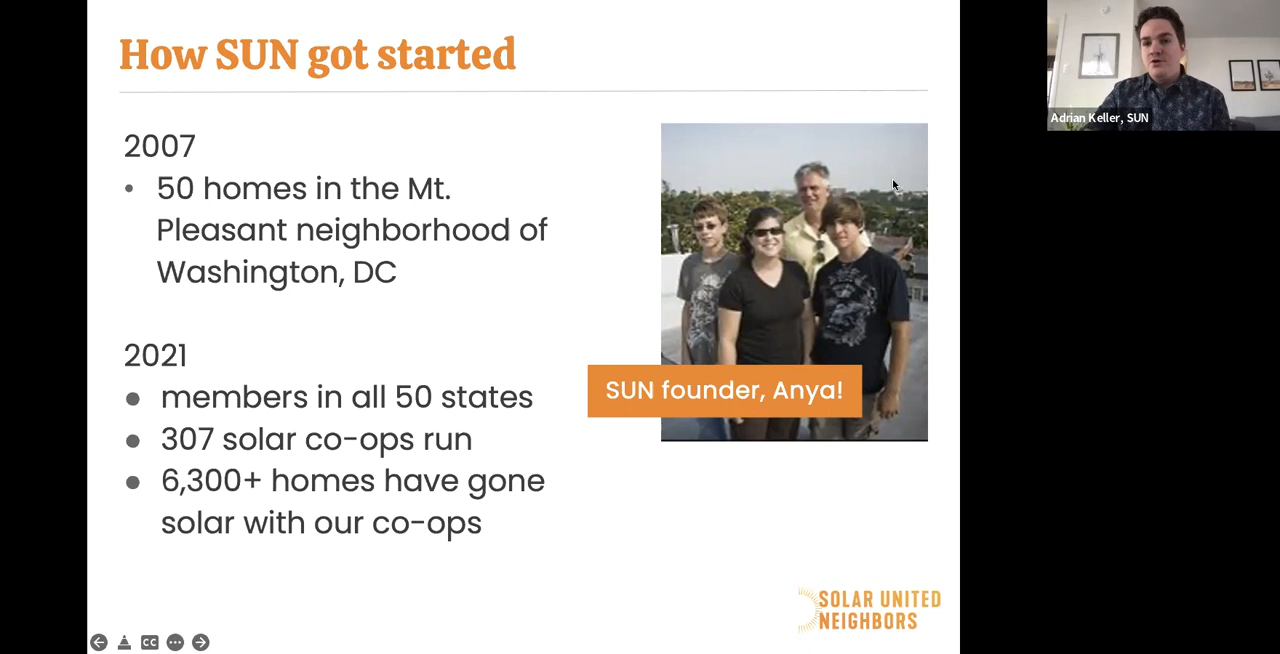 How SUN got started
2007
• 50 homes in the Mt.
Pleasant neighborhood of
Washington, DC
2021
● members in all 50 states
● 307 solar co-ops run
● 6,300+ homes have gone
solar with our co-ops
SUN founder, Anya!
SOLAR UNITED
NEIGHBORS
CC
Adrian Keller, SUN